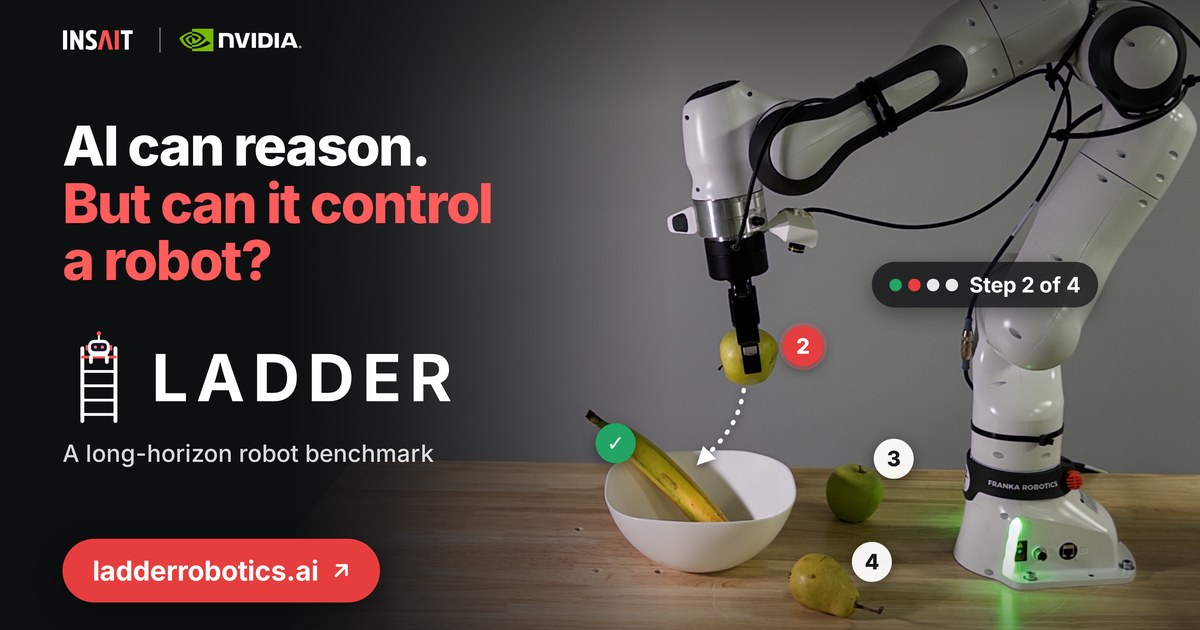 INSAIT
NVIDIA.
AI can reason.
But can it control
a robot?
LADDER
A long-horizon robot benchmark
ladderrobotics.ai ↗
Step 2 of 4
2
✓
3
4
FRANKA ROBOTICS